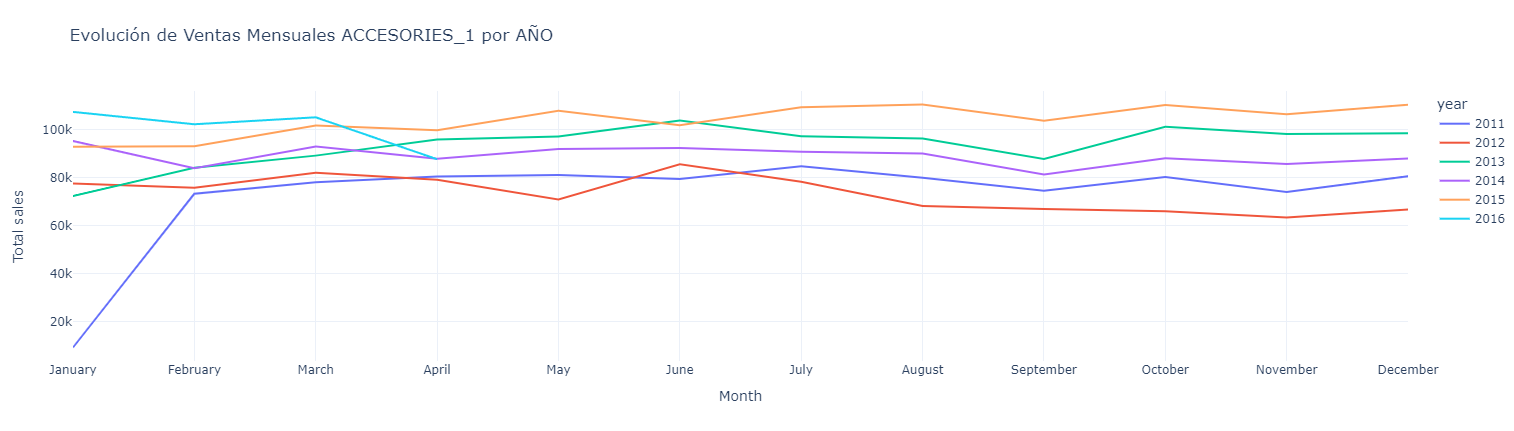 Evolución de Ventas Mensuales ACCESORIES_1 por AÑO
year
2011
2012
2013
2014
2015
2016
Total sales
100k
80k
60k
40k
20k
January February March April May June July August September October November December
Month